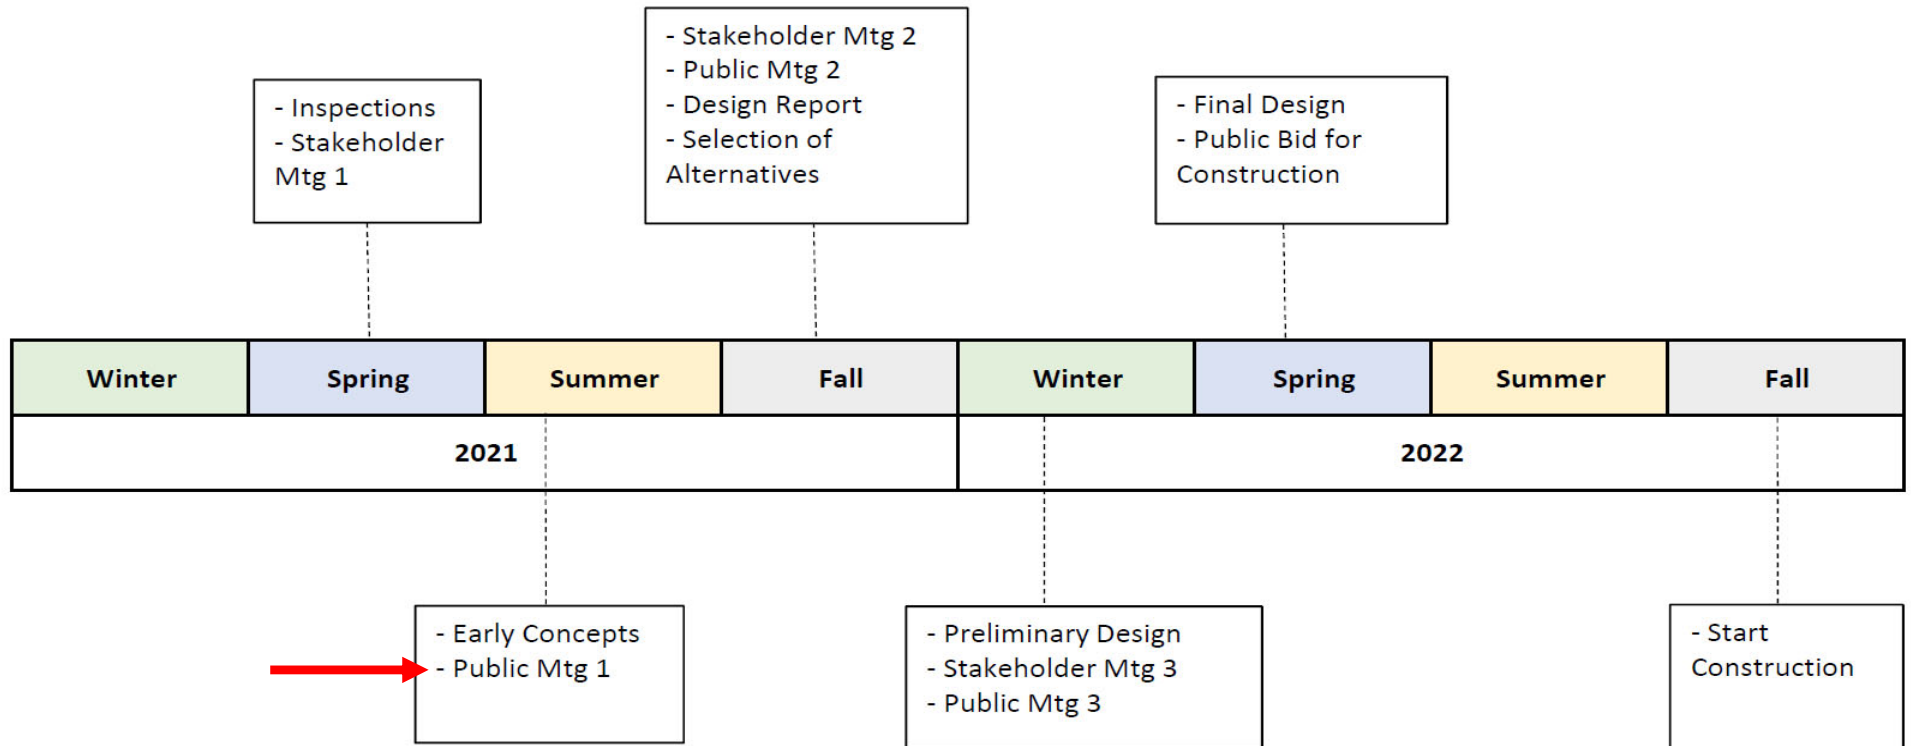 - Stakeholder Mtg 2
- Public Mtg 2
- Design Report
- Selection of
Alternatives
- Inspections
- Stakeholder
Mtg 1
- Final Design
- Public Bid for
Construction
Winter Spring Summer Fall Winter Spring Summer Fall
2021 2022
- Early Concepts
- Public Mtg 1
- Preliminary Design
- Stakeholder Mtg 3
- Public Mtg 3
- Start
Construction